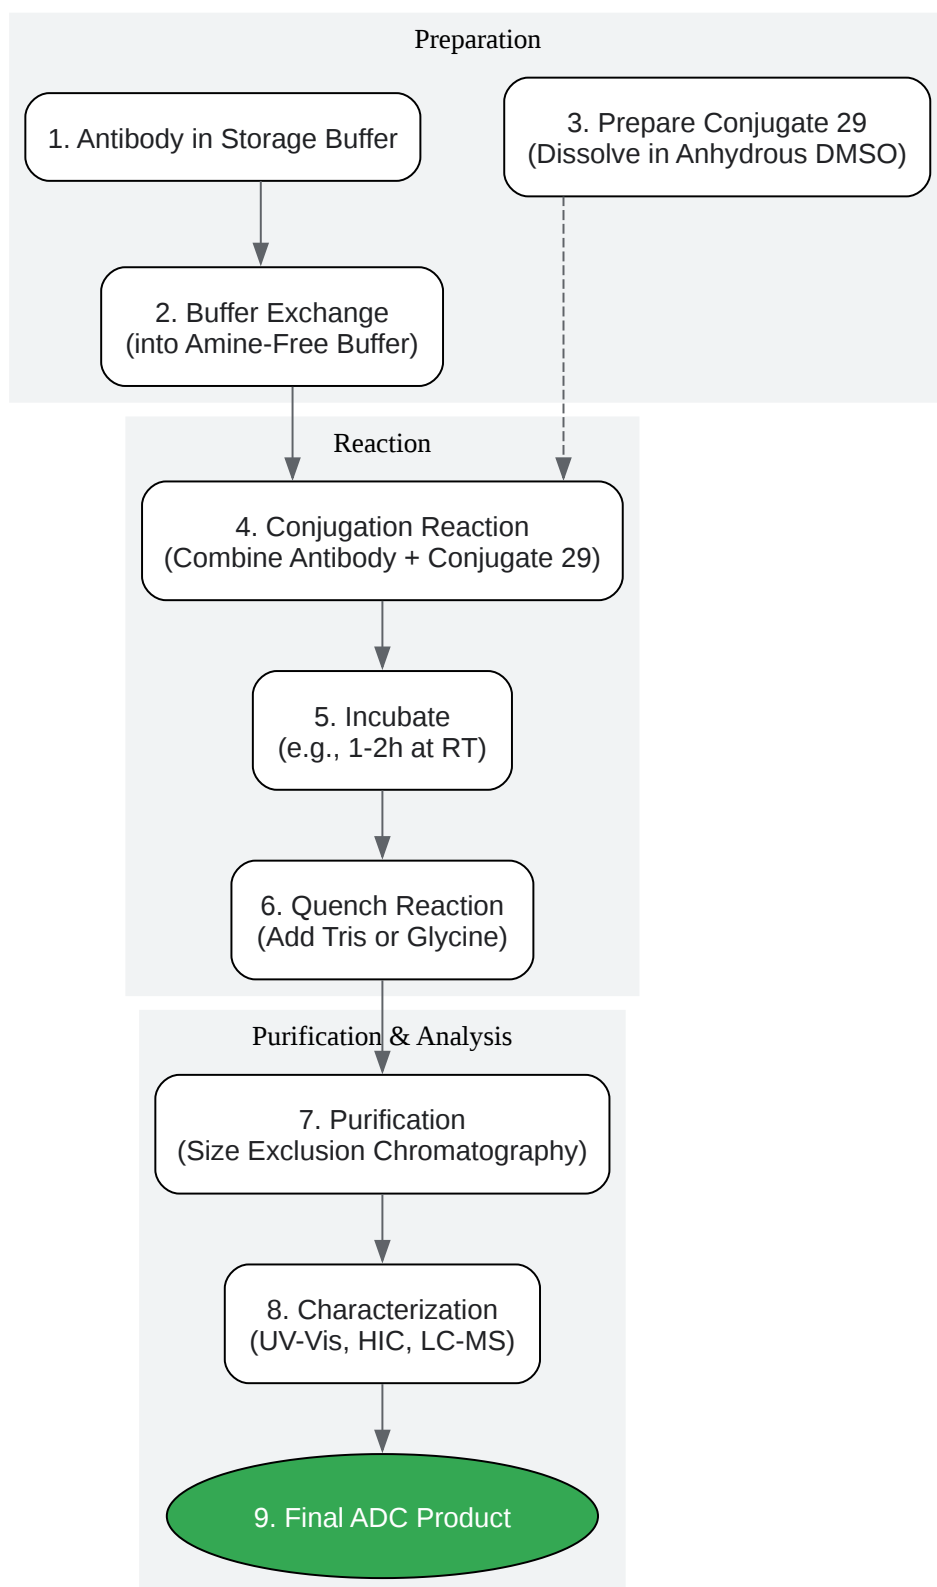 Preparation
1. Antibody in Storage Buffer
3. Prepare Conjugate 29
(Dissolve in Anhydrous DMSO)
2. Buffer Exchange
(into Amine-Free Buffer)
Reaction
4. Conjugation Reaction
(Combine Antibody + Conjugate 29)
5. Incubate
(e.g., 1-2h at RT)
6. Quench Reaction
(Add Tris or Glycine)
Purification & Analysis
7. Purification
(Size Exclusion Chromatography)
8. Characterization
(UV-Vis, HIC, LC-MS)
9. Final ADC Product